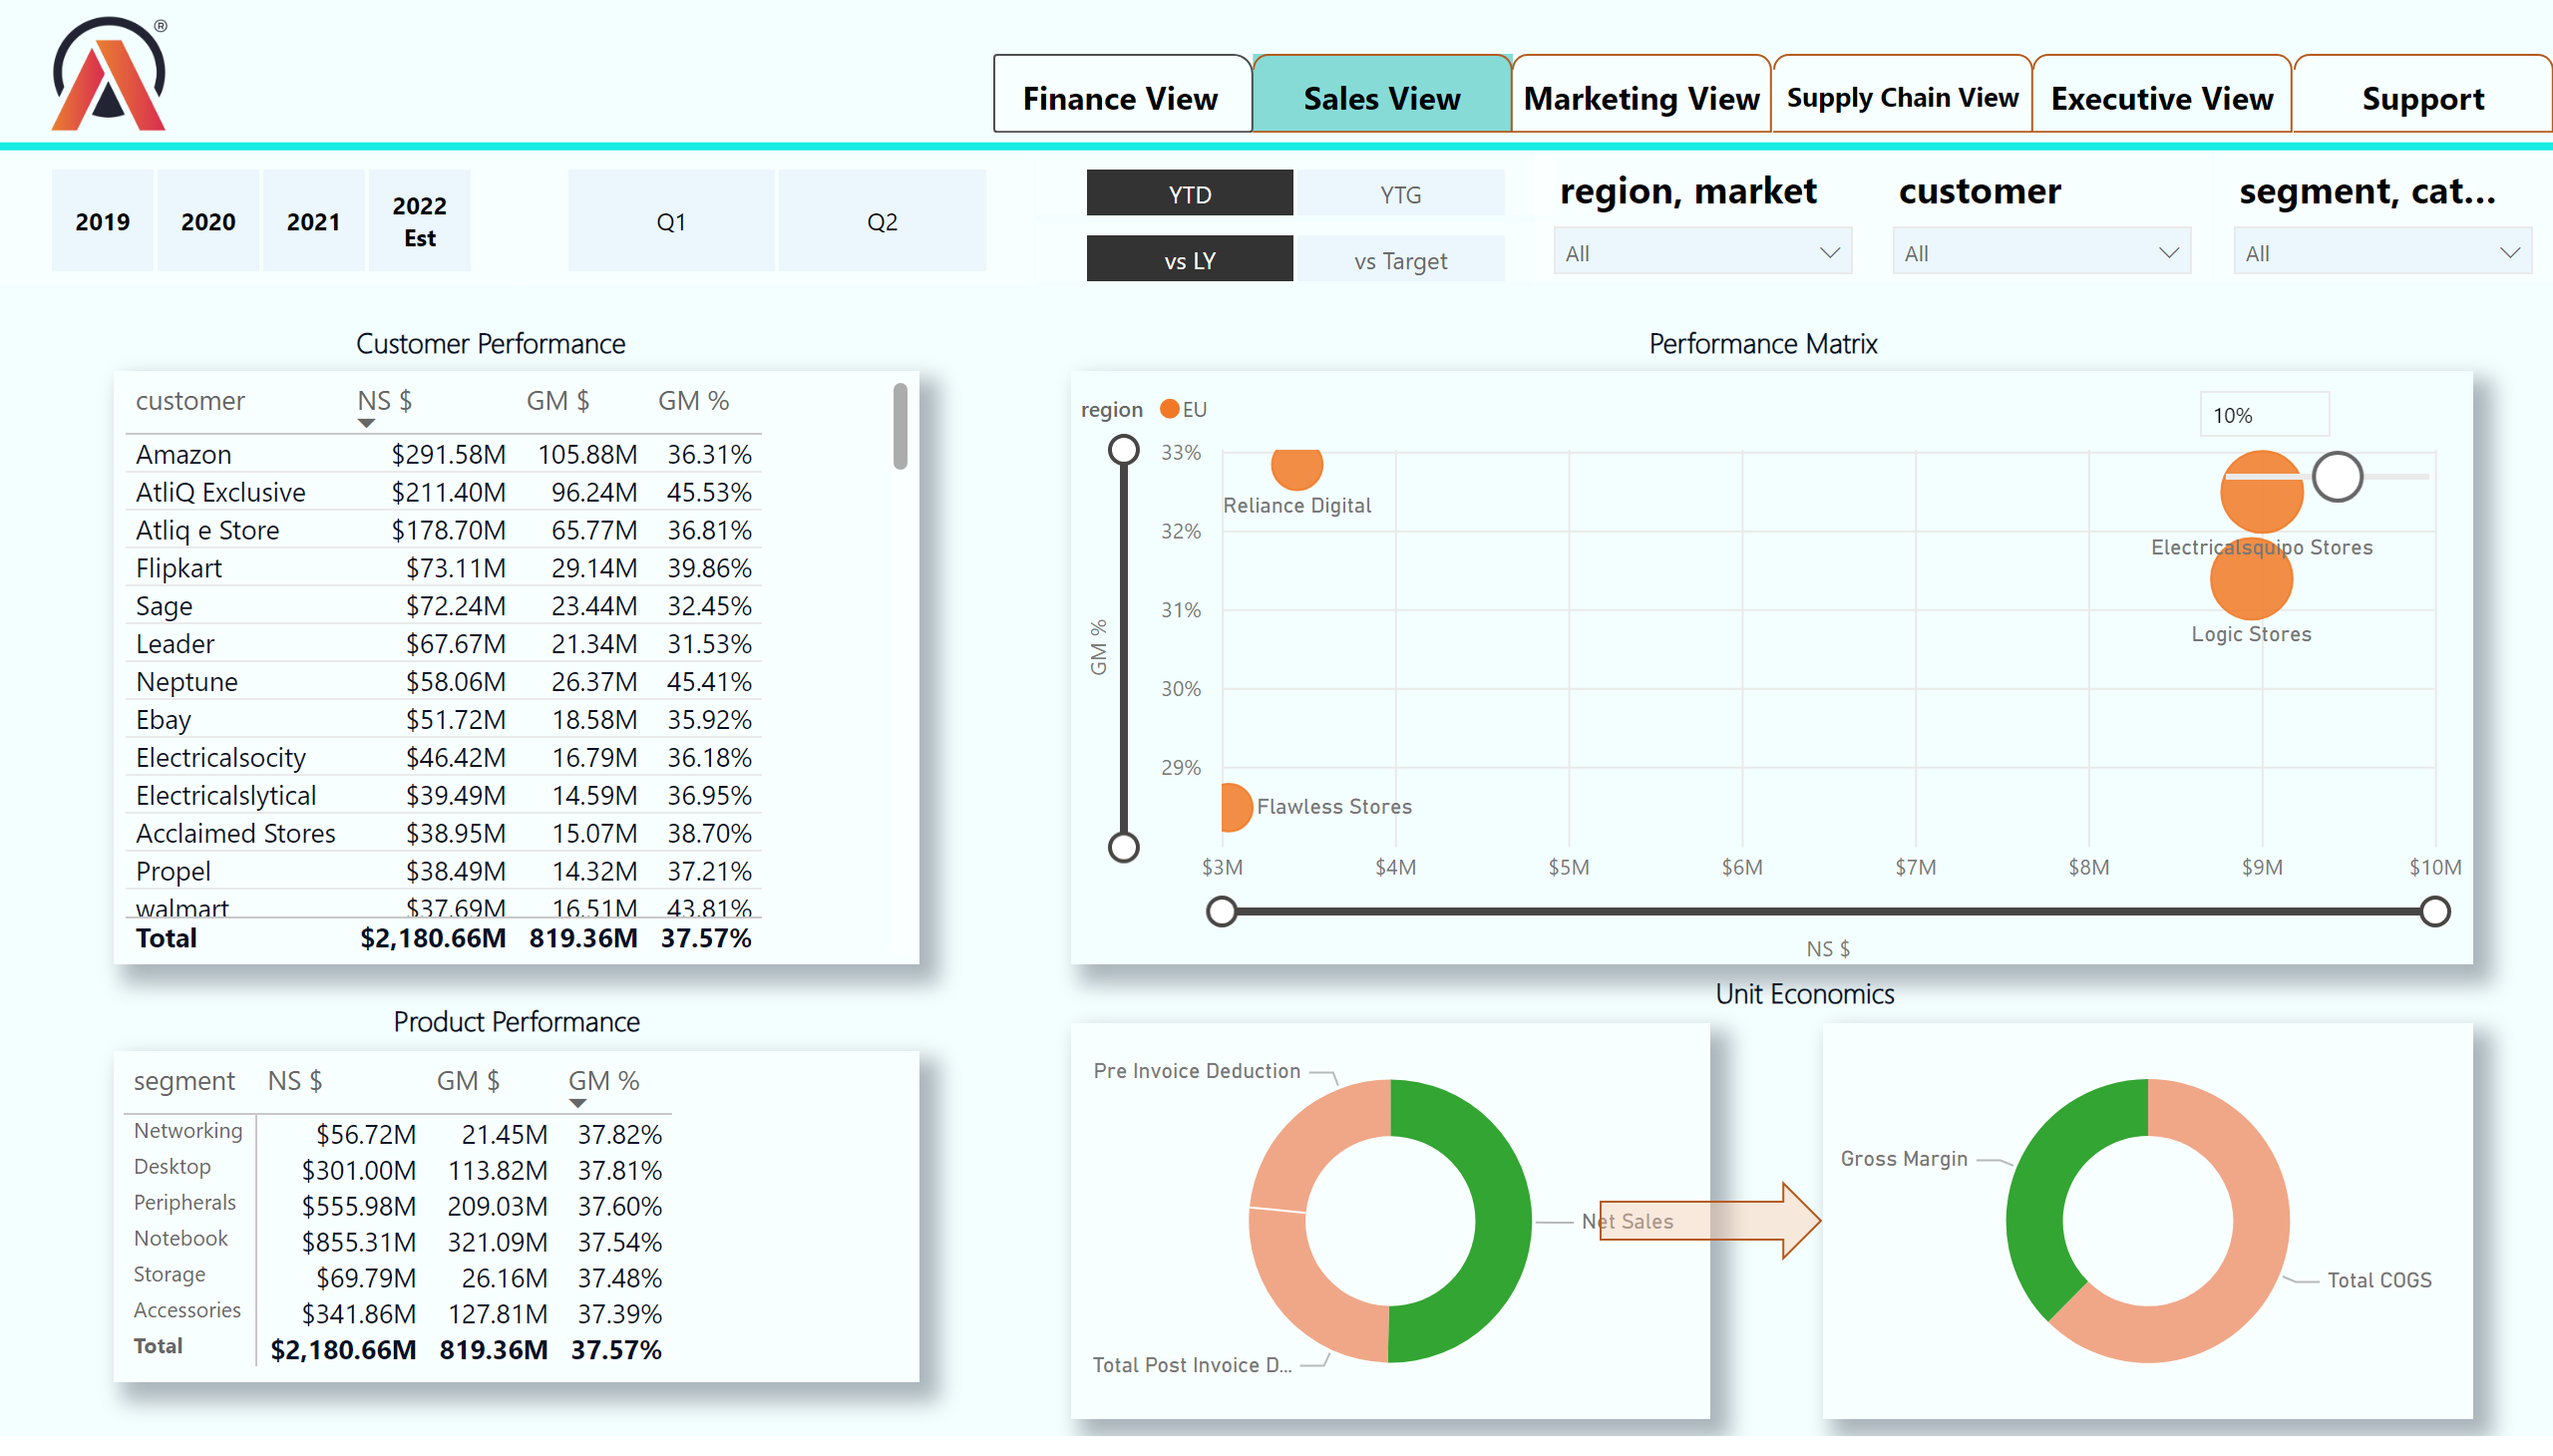 ®
Finance View
Sales View
Marketing View
Supply Chain View
Executive View
Support
2019
2020
2021
2022
Est
Q1
Q2
YTD
YTG
vs LY
vs Target
region, market
All
customer
All
segment, cat...
All
Customer Performance
customer NS $ GM $ GM %
Amazon $291.58M 105.88M 36.31%
AtliQ Exclusive $211.40M 96.24M 45.53%
Atliq e Store $178.70M 65.77M 36.81%
Flipkart $73.11M 29.14M 39.86%
Sage $72.24M 23.44M 32.45%
Leader $67.67M 21.34M 31.53%
Neptune $58.06M 26.37M 45.41%
Ebay $51.72M 18.58M 35.92%
Electricalsocity $46.42M 16.79M 36.18%
Electricalslytical $39.49M 14.59M 36.95%
Acclaimed Stores $38.95M 15.07M 38.70%
Propel $38.49M 14.32M 37.21%
walmart $37.69M 16.51M 43.81%
Total $2,180.66M 819.36M 37.57%
Performance Matrix
region EU
10%
33%
32%
31%
30%
29%
GM %
Reliance Digital
Electricalsquipo Stores
Logic Stores
Flawless Stores
$3M $4M $5M $6M $7M $8M $9M $10M
NS $
Product Performance
segment NS $ GM $ GM %
Networking $56.72M 21.45M 37.82%
Desktop $301.00M 113.82M 37.81%
Peripherals $555.98M 209.03M 37.60%
Notebook $855.31M 321.09M 37.54%
Storage $69.79M 26.16M 37.48%
Accessories $341.86M 127.81M 37.39%
Total $2,180.66M 819.36M 37.57%
Unit Economics
Pre Invoice Deduction
Net Sales
Total Post Invoice D...
Gross Margin
Total COGS